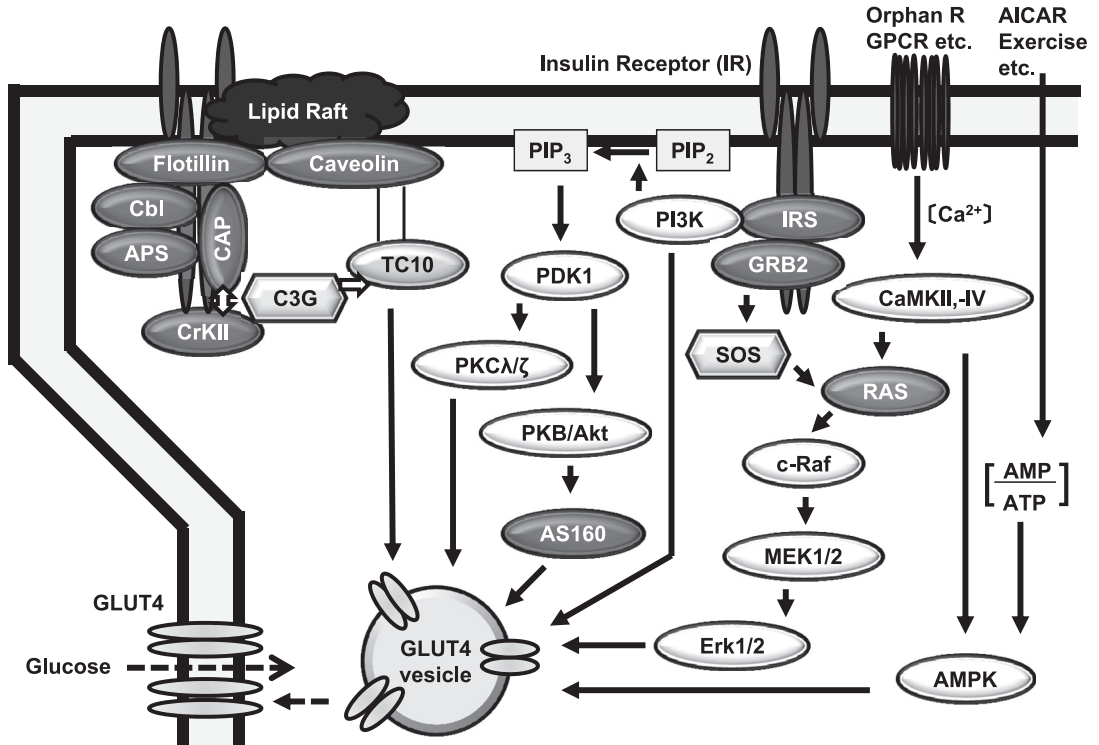 Orphan R
GPCR etc.
AICAR
Exercise
etc.
Insulin Receptor (IR)
Lipid Raft
Flotillin
Caveolin
PIP3
PIP2
Cbl
CAP
PI3K
IRS
[Ca2+]
APS
TC10
PDK1
GRB2
C3G
CaMKII,-IV
CrKII
PKCλ/ζ
SOS
RAS
PKB/Akt
c-Raf
AMP
ATP
AS160
MEK1/2
GLUT4
GLUT4
vesicle
Erk1/2
Glucose
AMPK